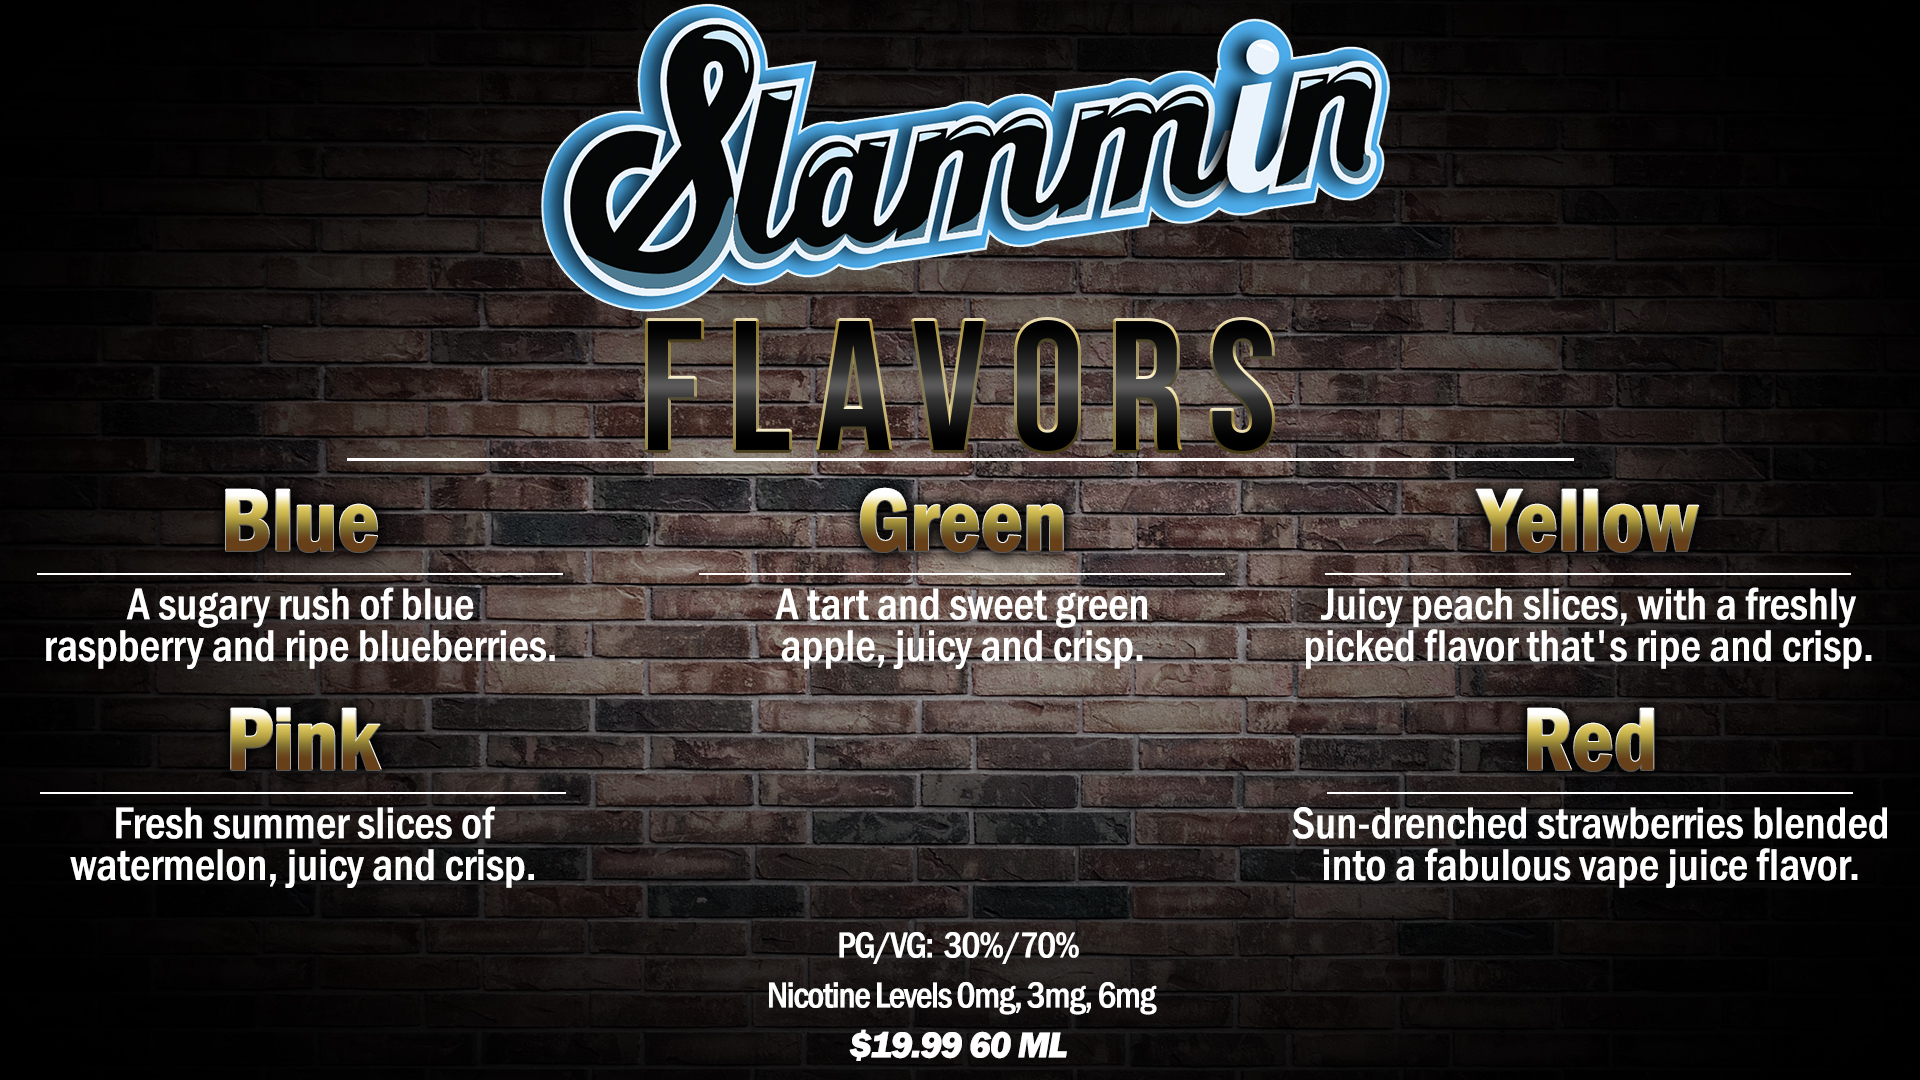 Slammin
FLAVORS
Blue
A sugary rush of blue
raspberry and ripe blueberries.
Green
A tart and sweet green
apple, juicy and crisp.
Yellow
Juicy peach slices, with a freshly
picked flavor that's ripe and crisp.
Pink
Fresh summer slices of
watermelon, juicy and crisp.
Red
Sun-drenched strawberries blended
into a fabulous vape juice flavor.
PG/VG: 30%/70%
Nicotine Levels 0mg, 3mg, 6mg
$19.99 60 ML